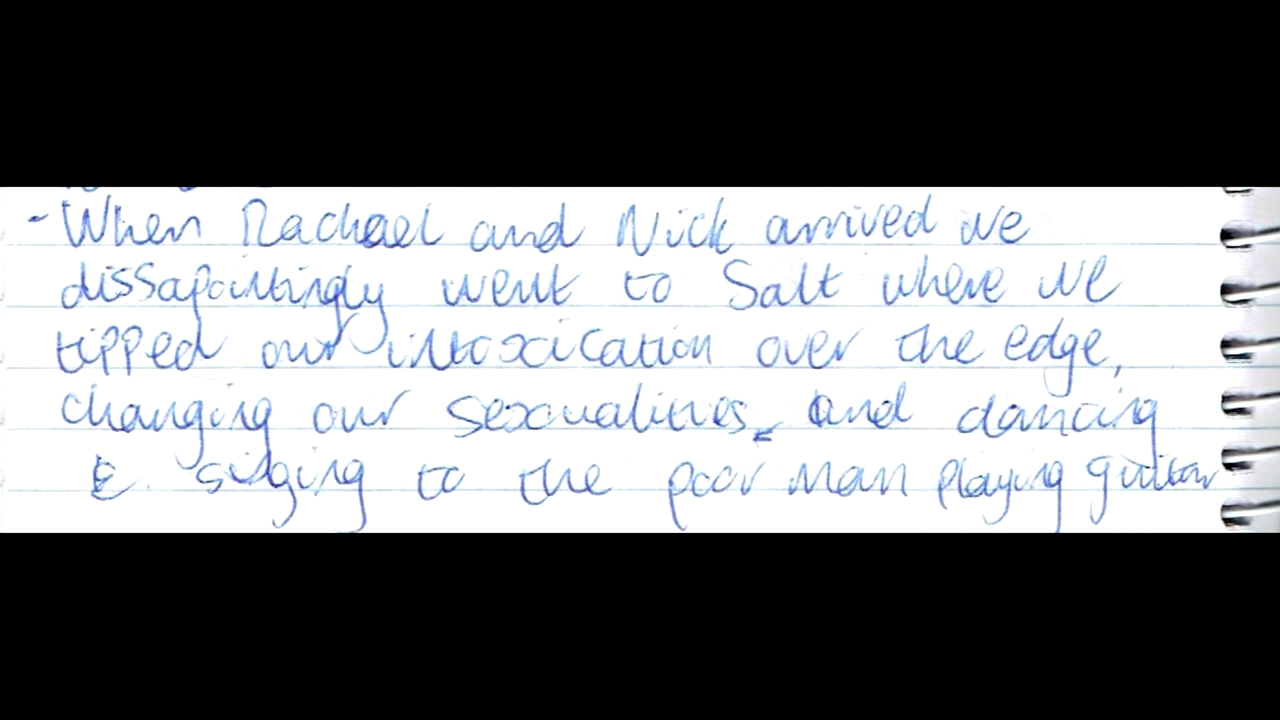 - When Rachael and Nick arrived we
dissapointingly went to Salt where we
tipped our intoxication over the edge,
changing our sexualities, and dancing
& singing to the poor man playing guitar